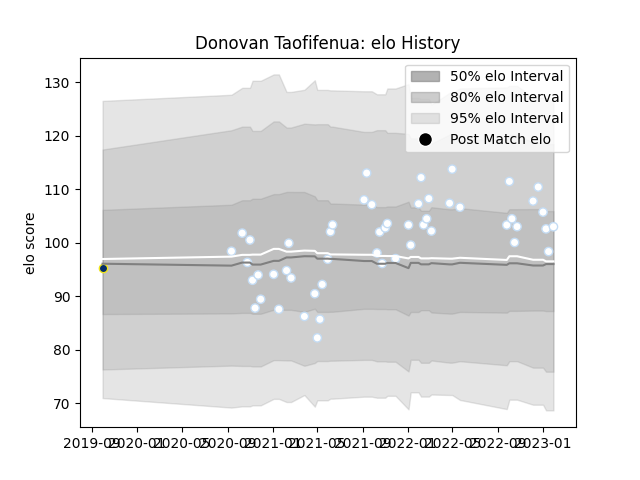 Donovan Taofifenua: elo History
130
120
110
100
90
80
70
elo score
50% elo Interval
80% elo Interval
95% elo Interval
Post Match elo
2019-09 2020-01 2020-05 2020-09 2021-01 2021-05 2021-09 2022-01 2022-05 2022-09 2023-01